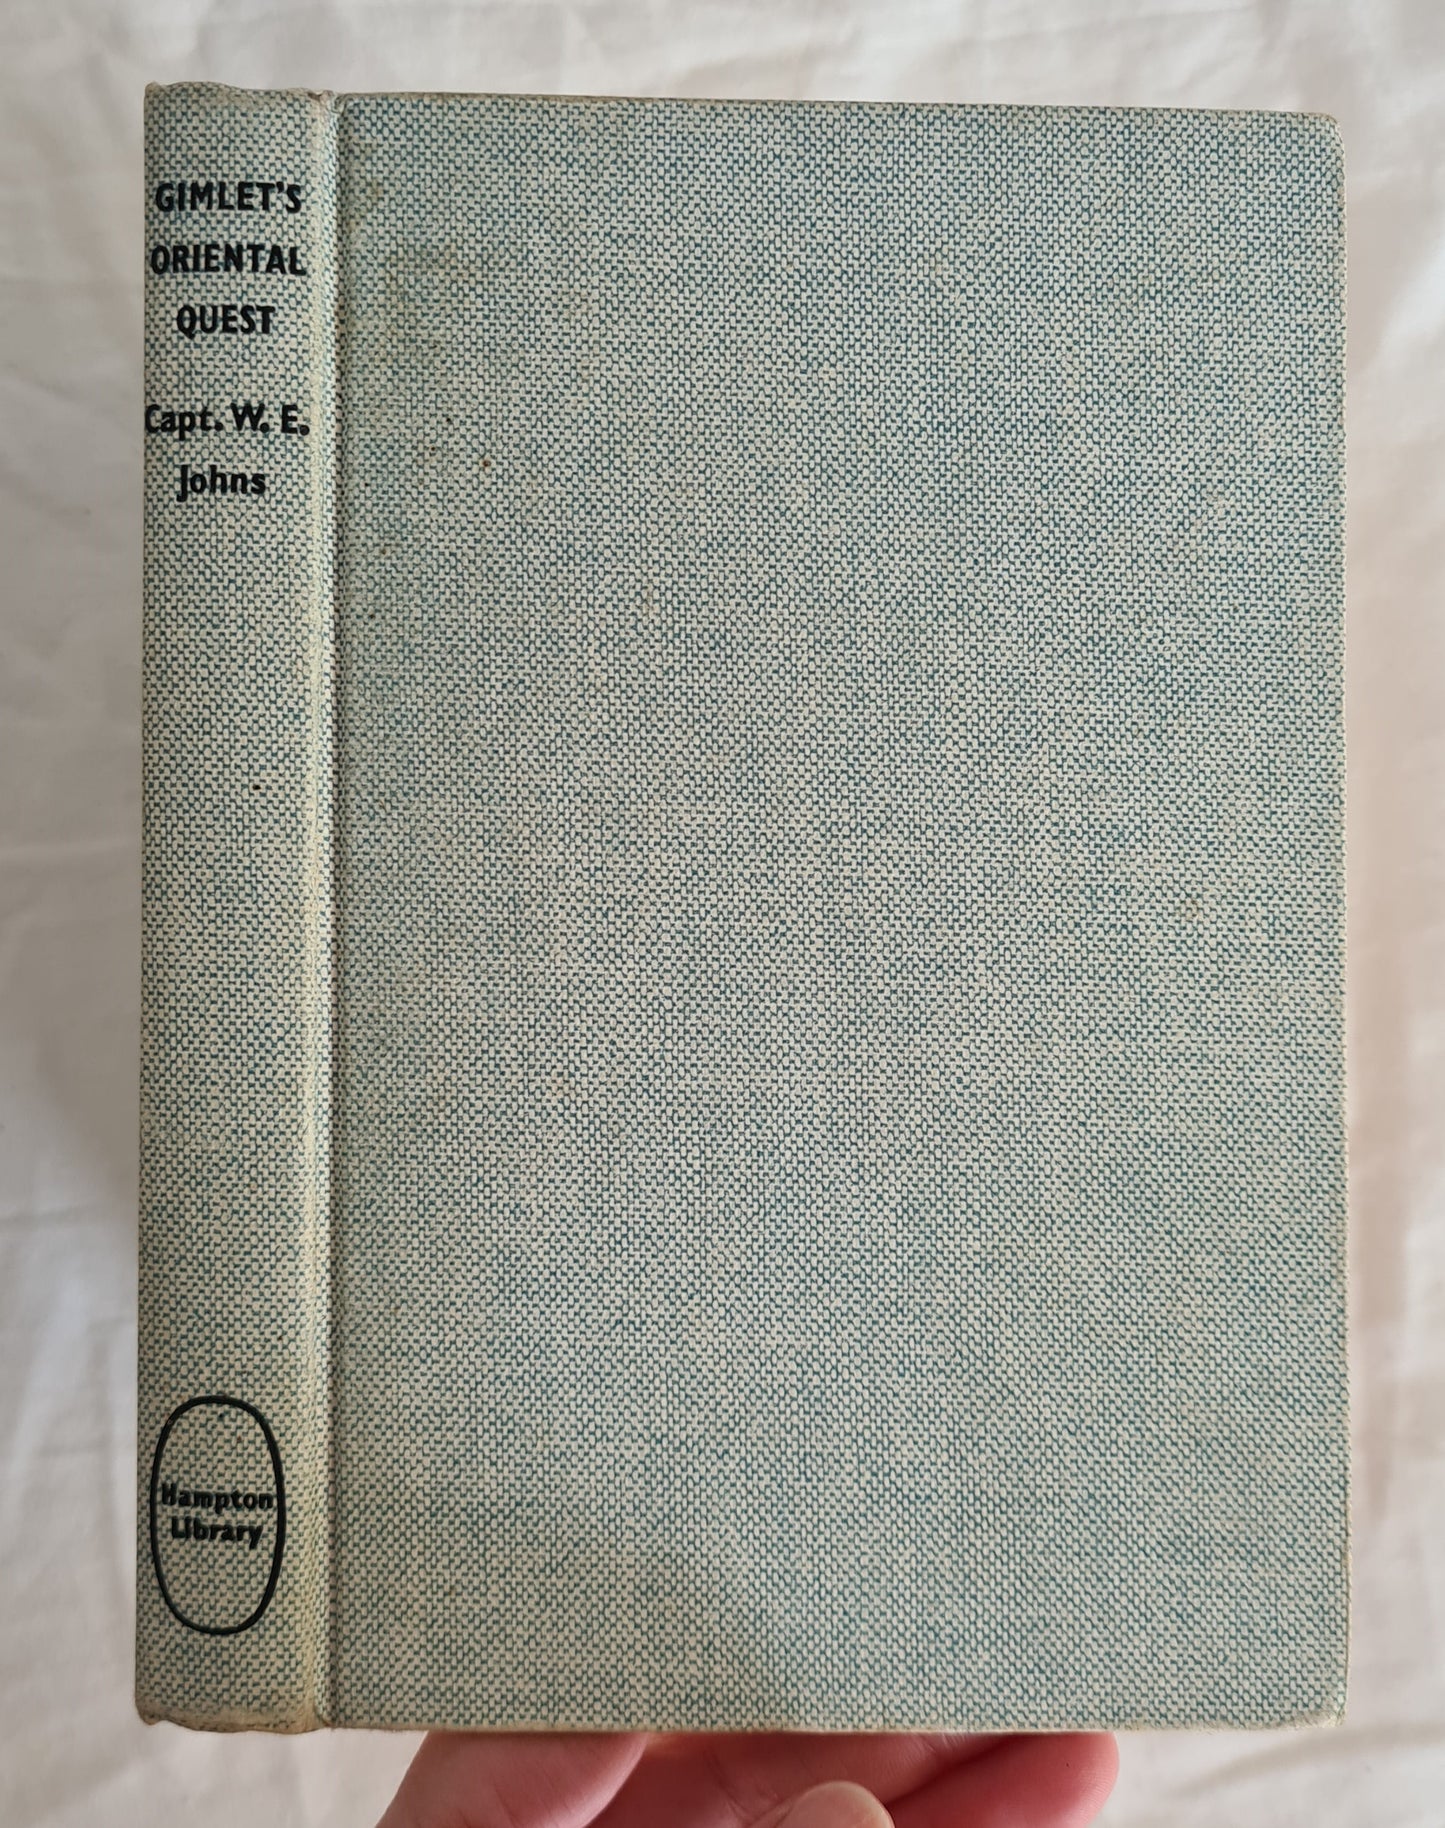 GIMLET'S
ORIENTAL
QUEST
Capt. W. E.
Johns
Hampton
Library